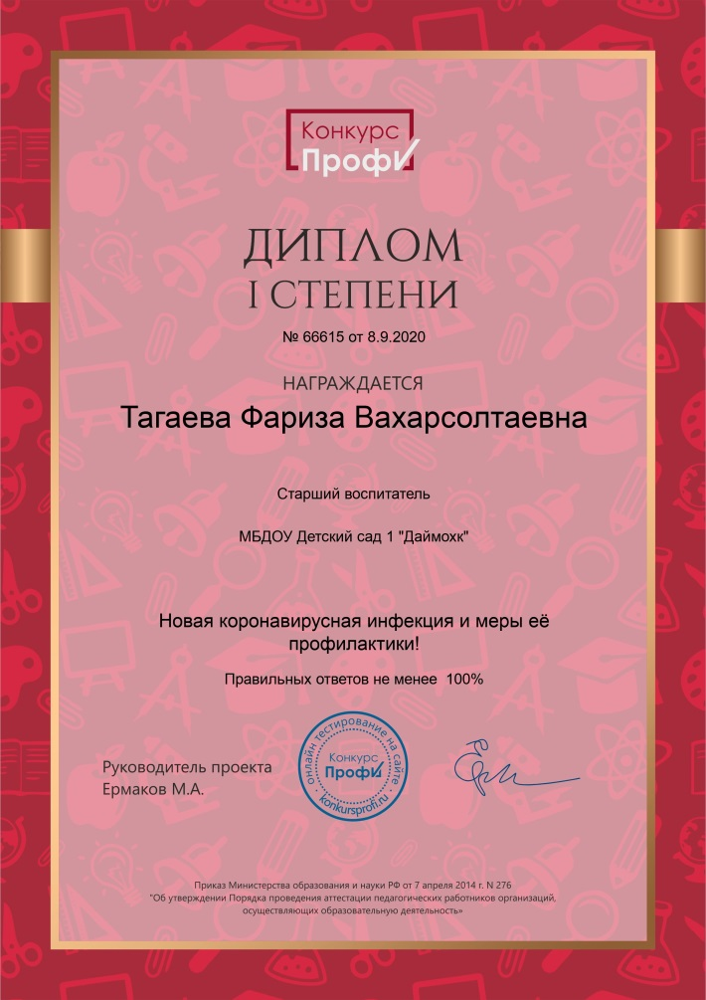 Конкурс
Профи
ДИПЛОМ
I СТЕПЕНИ
№ 66615 от 8.9.2020
НАГРАЖДАЕТСЯ
Тагаева Фариза Вахарсолтаевна
Старший воспитатель
МБДОУ Детский сад 1 "Даймохк"
Новая коронавирусная инфекция и меры её
профилактики!
Правильных ответов не менее 100%
онлайн тестирование на сайте
Конкурс
Профи
konkursprofi.ru
Руководитель проекта
Ермаков М.А.
Приказ Министерства образования и науки РФ от 7 апреля 2014 г. N 276
"Об утверждении Порядка проведения аттестации педагогических работников организаций,
осуществляющих образовательную деятельность»